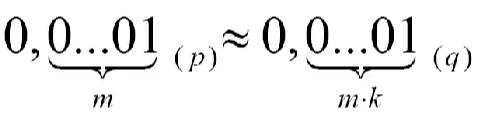 0,0...01 (p) ≈ 0,0...01 (q)
m m·k